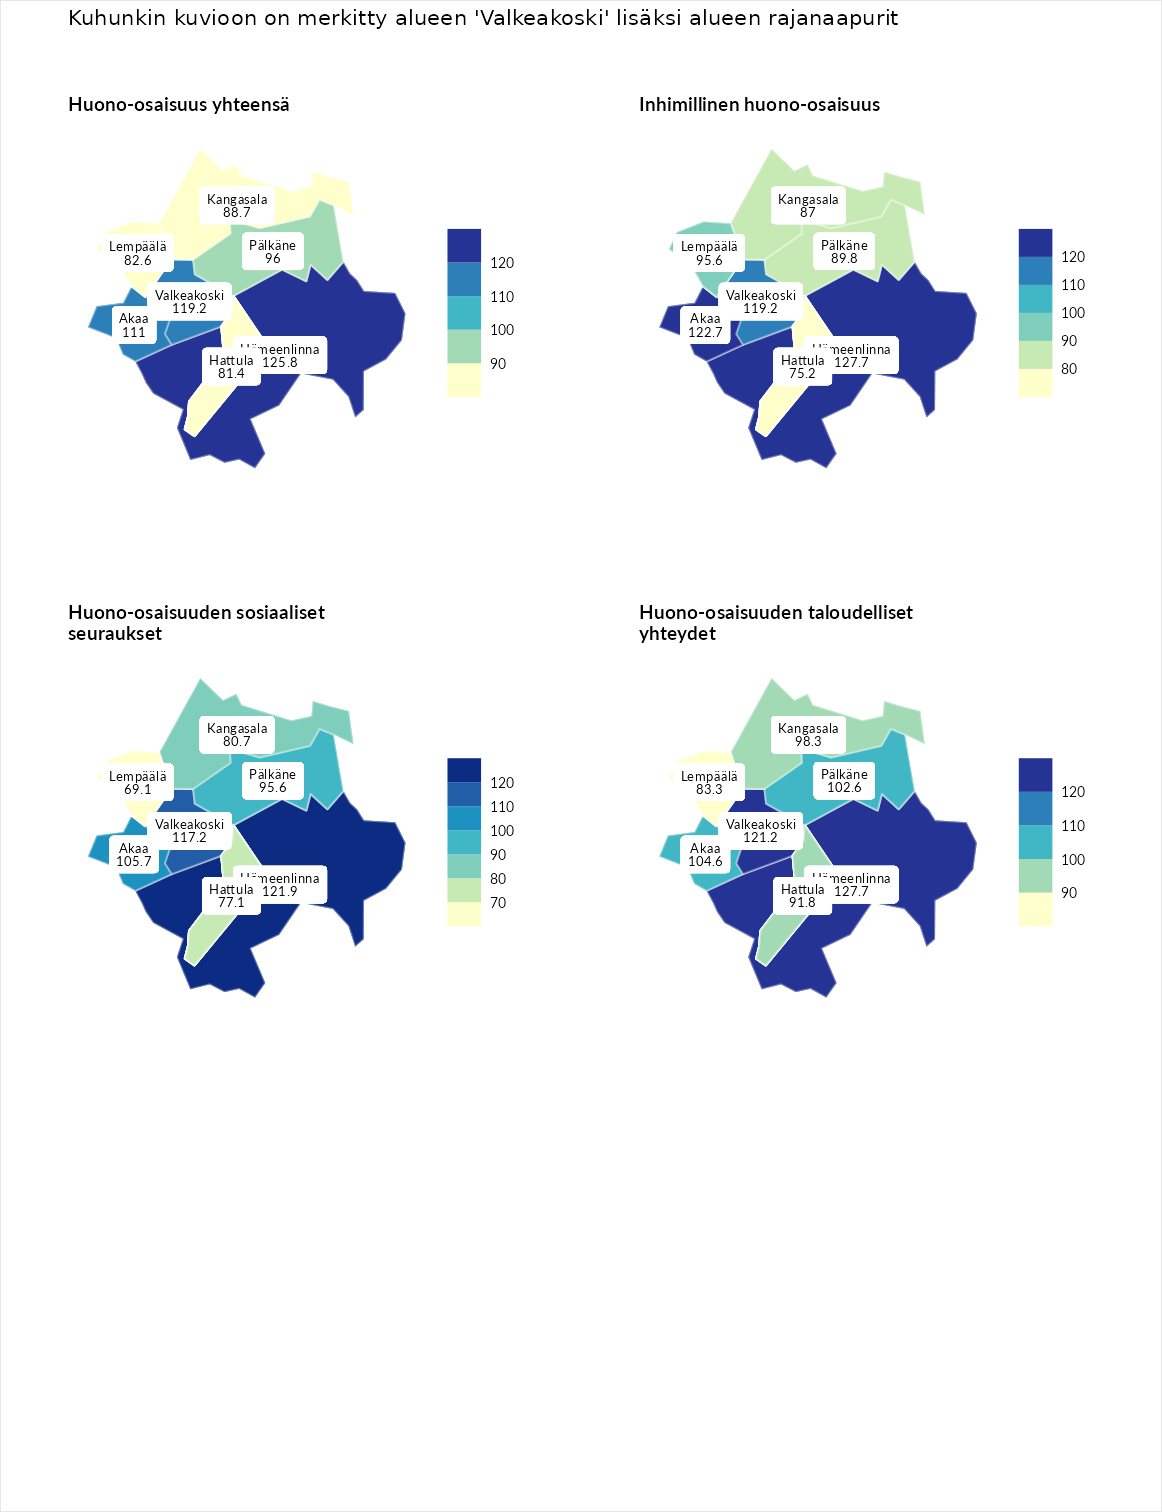 Kuhunkin kuvioon on merkitty alueen 'Valkeakoski' lisäksi alueen rajanaapurit
Huono-osaisuus yhteensä
Kangasala
88.7
Lempäälä
82.6
Pälkäne
96
Valkeakoski
119.2
Akaa
111
Hämeenlinna
125.8
Hattula
81.4
120
110
100
90
Inhimillinen huono-osaisuus
Kangasala
87
Lempäälä
95.6
Pälkäne
89.8
Valkeakoski
119.2
Akaa
122.7
Hämeenlinna
127.7
Hattula
75.2
120
110
100
90
80
Huono-osaisuuden sosiaaliset
seuraukset
Kangasala
80.7
Lempäälä
69.1
Pälkäne
95.6
Valkeakoski
117.2
Akaa
105.7
Hämeenlinna
121.9
Hattula
77.1
120
110
100
90
80
70
Huono-osaisuuden taloudelliset
yhteydet
Kangasala
98.3
Lempäälä
83.3
Pälkäne
102.6
Valkeakoski
121.2
Akaa
104.6
Hämeenlinna
127.7
Hattula
91.8
120
110
100
90